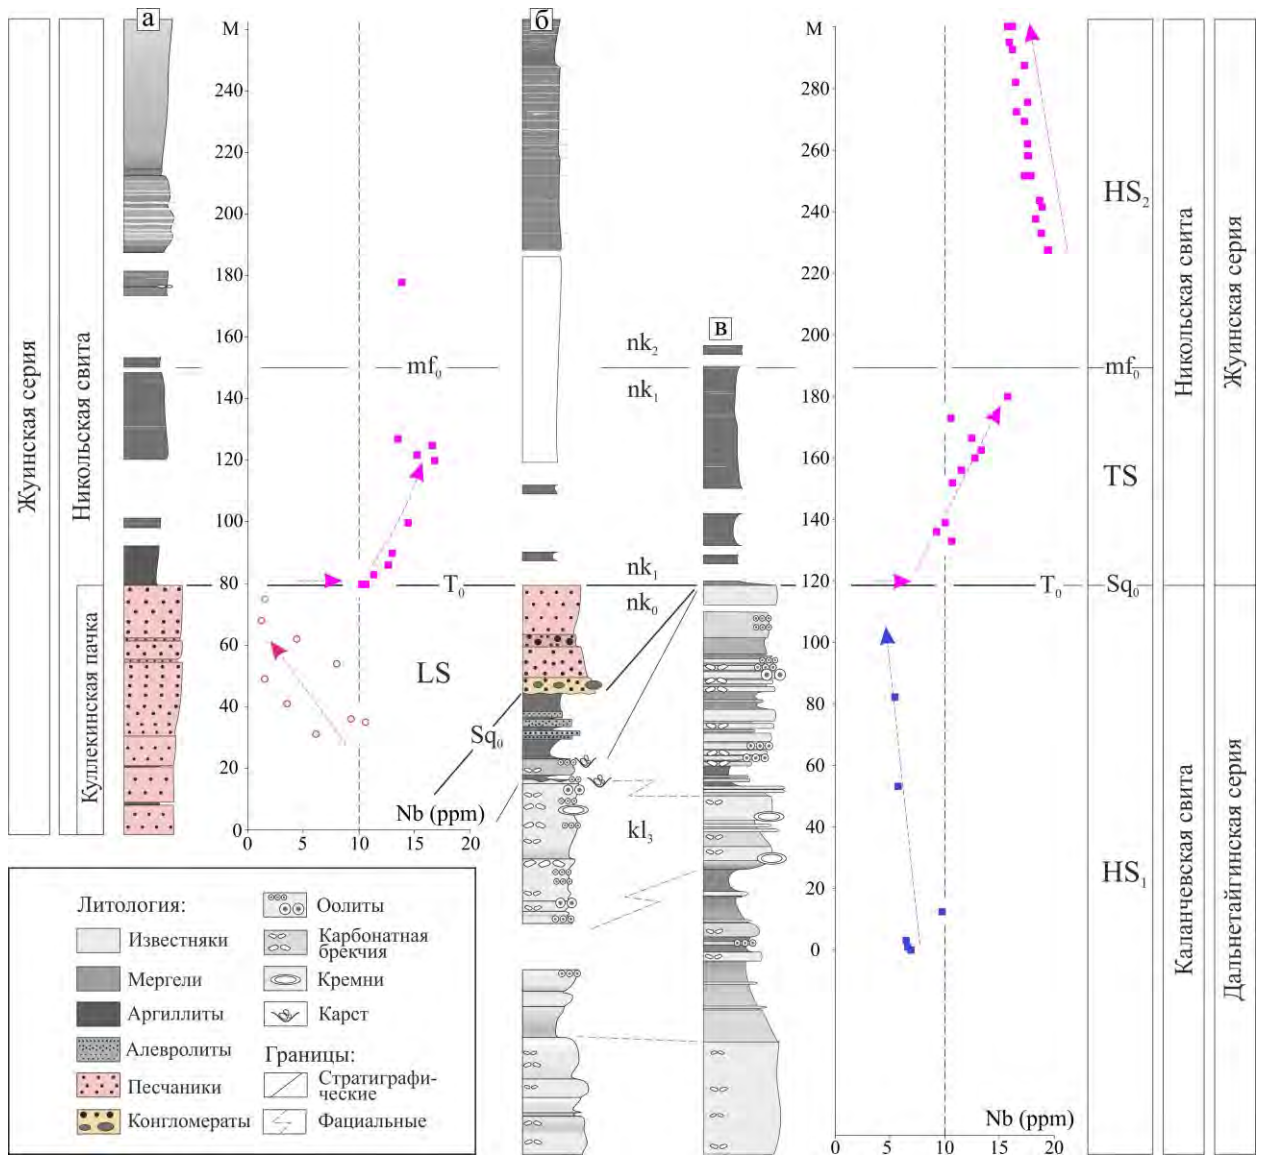 а
б
в
М
240
220
200
180
160
140
120
100
80
60
40
20
0
0
5
10
15
20
Nb (ppm)
М
300
280
260
240
220
200
180
160
140
120
100
80
60
40
20
0
0
5
10
15
20
Nb (ppm)
Жуинская серия
Никольская свита
Куллекинская пачка
mf₀
T₀
LS
Sq₀
nk₂
nk₁
nk₁
nk₀
kl₃
T₀
HS₂
mf₀
TS
Sq₀
HS₁
Никольская свита
Каланчевская свита
Жуинская серия
Дальнетайгинская серия
Литология:
Известняки
Мергели
Аргиллиты
Алевролиты
Песчаники
Конгломераты
Оолиты
Карбонатная
брекчия
Кремни
Карст
Границы:
Стратиграфи-
ческие
Фациальные